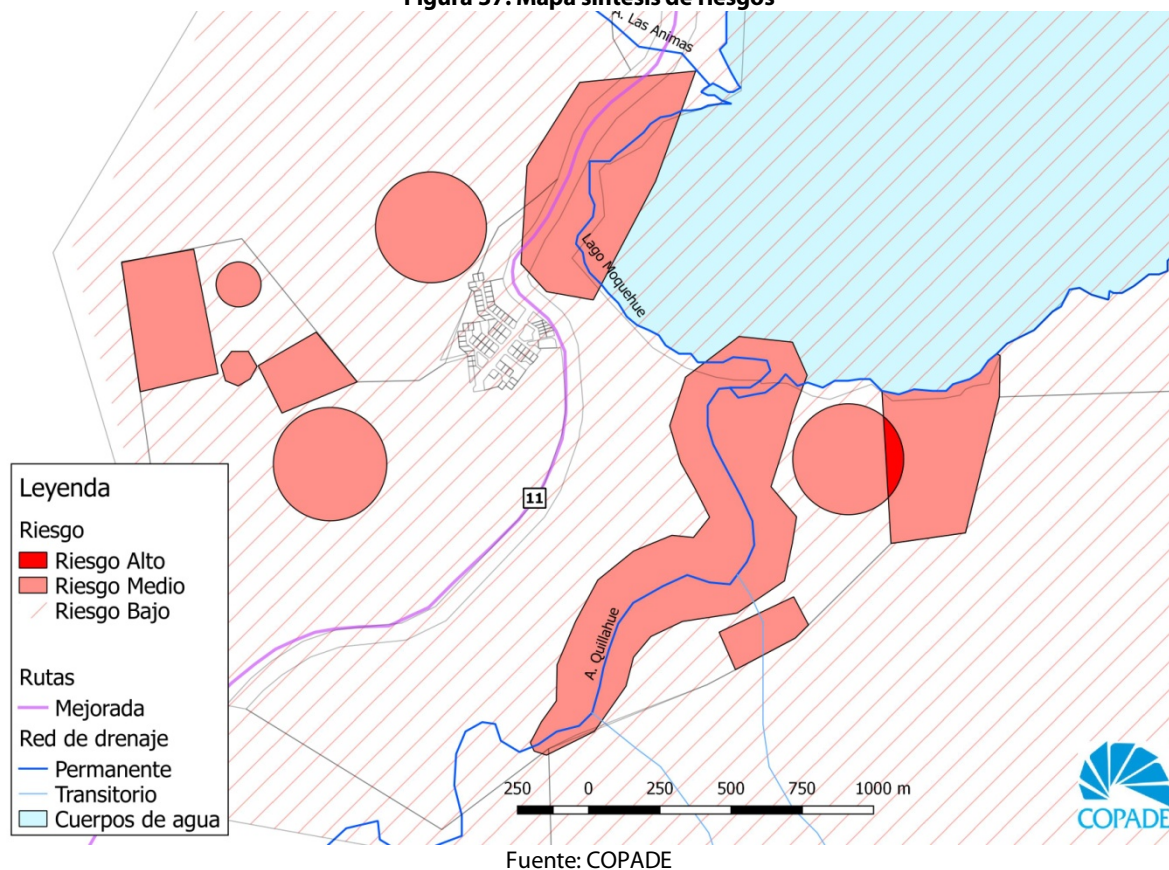 Figura 37. Mapa síntesis de riesgos
A. Las Animas
Lago Moquehue
11
A. Quillahue
Leyenda
Riesgo
Riesgo Alto
Riesgo Medio
Riesgo Bajo
Rutas
Mejorada
Red de drenaje
Permanente
Transitorio
Cuerpos de agua
250 0 250 500 750 1000 m
COPADE
Fuente: COPADE